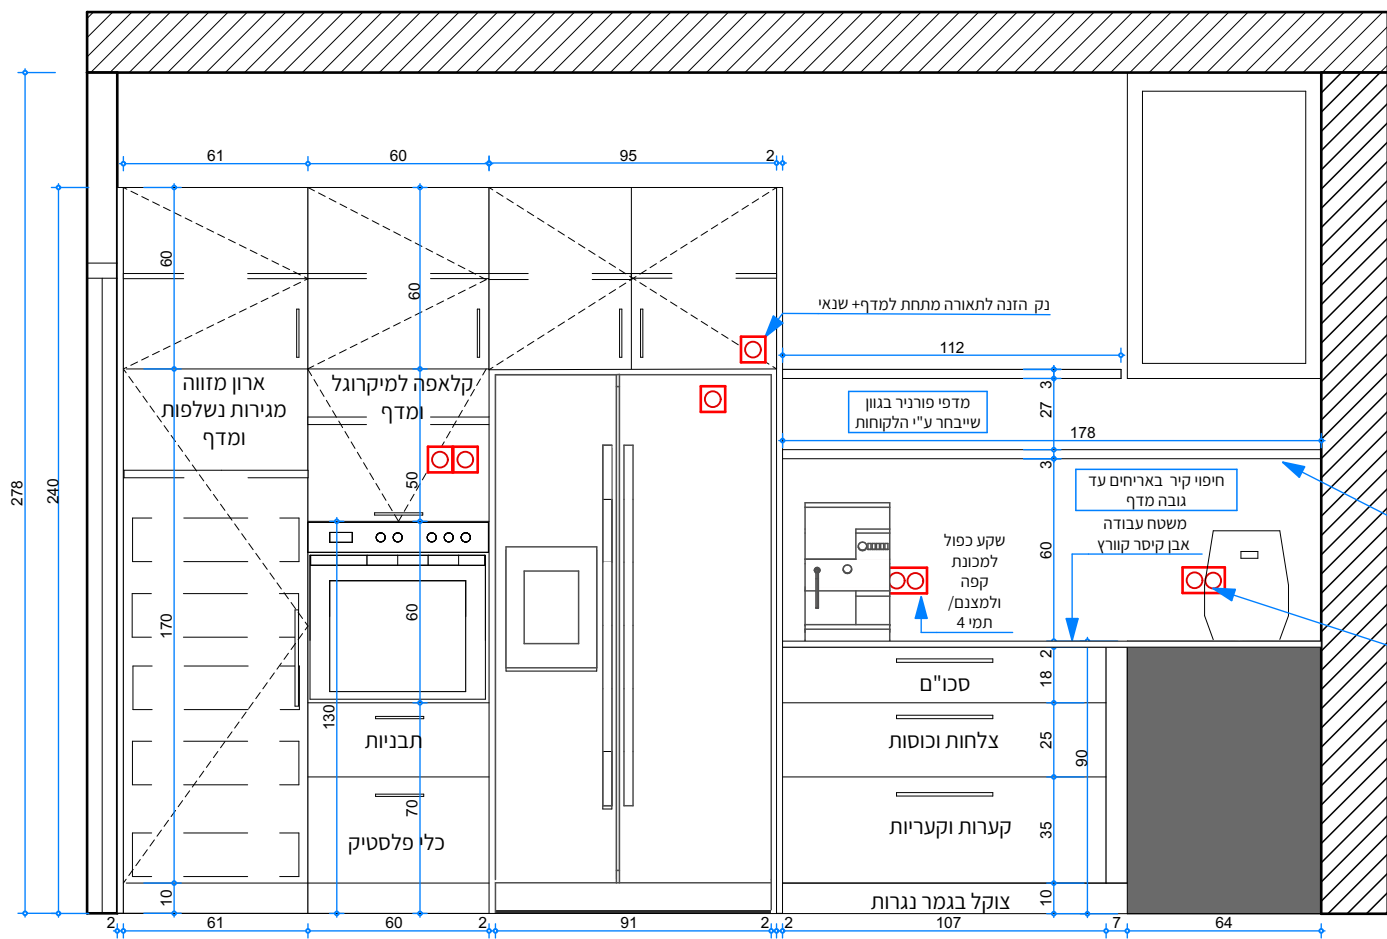 61
60
95
2
60
60
נק הזנה לתאורה מתחת למדף+ שנאי
112
ארון מזווה
מגירות נשלפות
ומדף
קלאפה למיקרוגל
ומדף
מדפי פורניר בגוון
שייבחר ע"י הלקוחות
3
27
178
3
278
240
50
חיפוי קיר באריחים עד
גובה מדף
משטח עבודה
אבן קיסר קוורץ
שקע כפול
למכונת
קפה
ולמצנם/
תמי 4
60
170
60
130
2
18
סכו"ם
תבניות
צלחות וכוסות
25
90
70
כלי פלסטיק
קערות וקעריות
35
10
צוקל בגמר נגרות
10
2
61
60
2
91
2
2
107
7
64